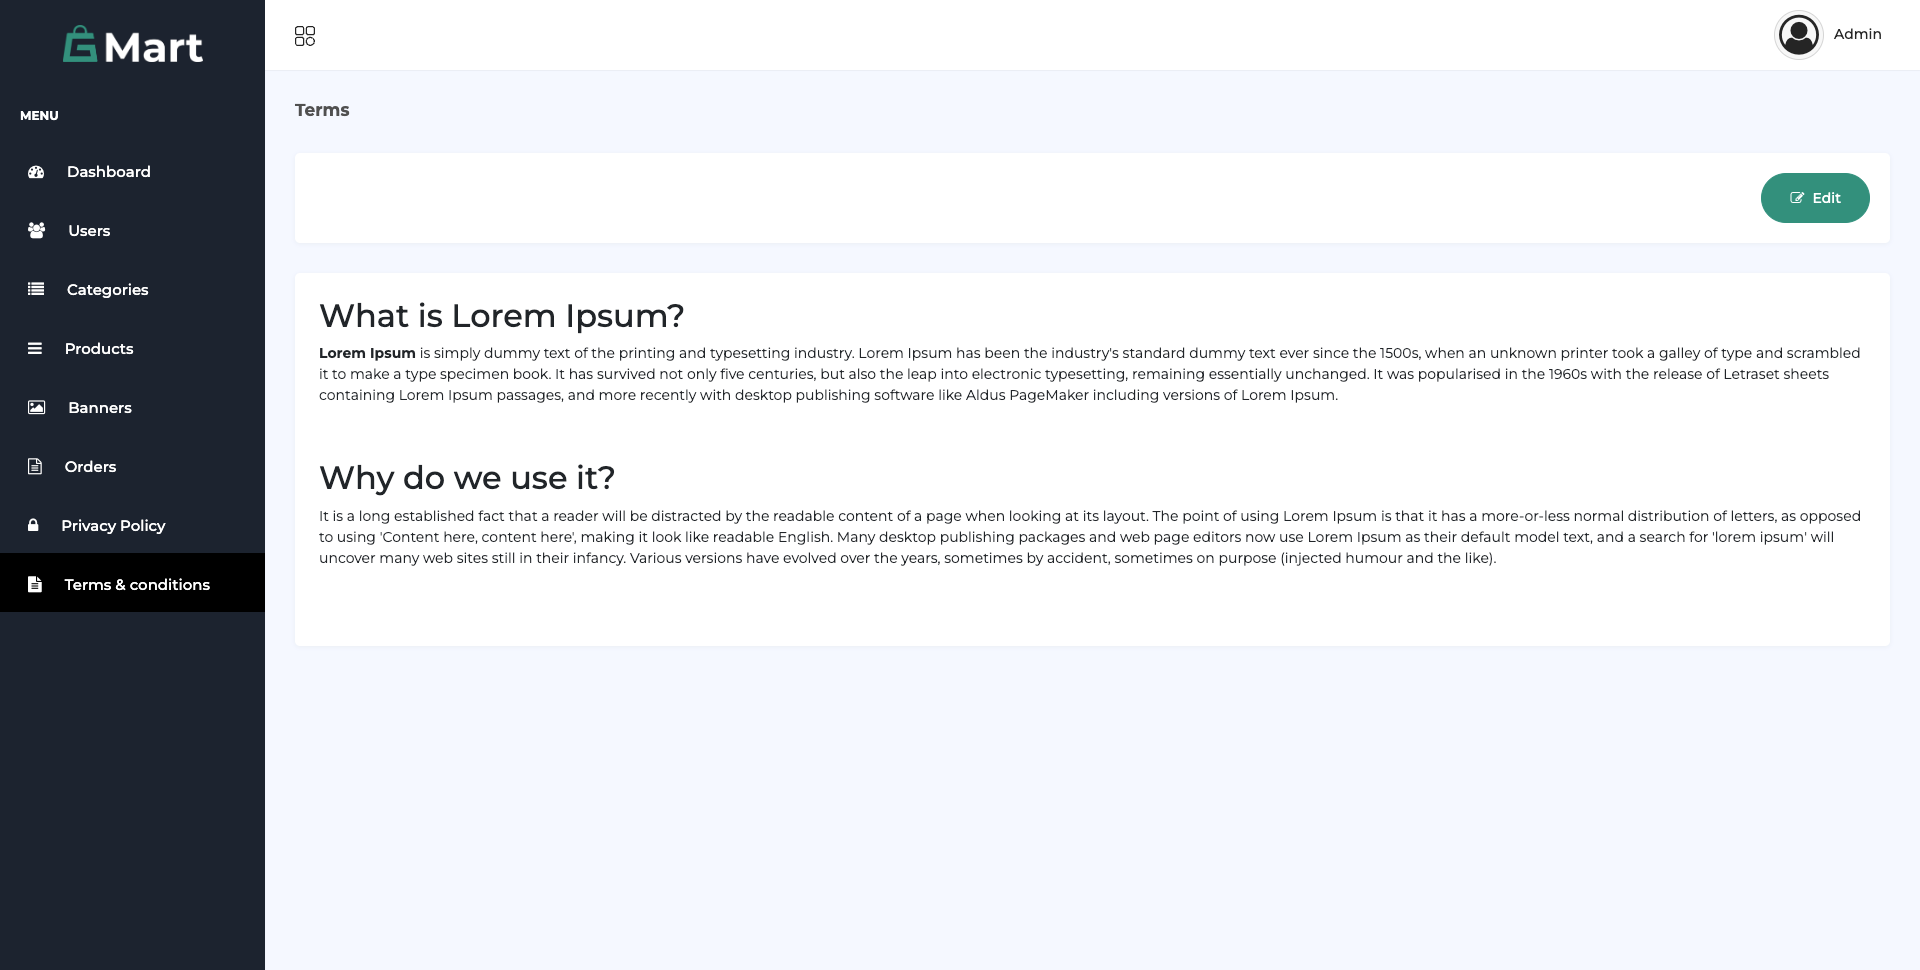 Mart
Admin
MENU
Dashboard
Users
Categories
Products
Banners
Orders
Privacy Policy
Terms & conditions
Terms
Edit
What is Lorem Ipsum?
Lorem Ipsum is simply dummy text of the printing and typesetting industry. Lorem Ipsum has been the industry's standard dummy text ever since the 1500s, when an unknown printer took a galley of type and scrambled
it to make a type specimen book. It has survived not only five centuries, but also the leap into electronic typesetting, remaining essentially unchanged. It was popularised in the 1960s with the release of Letraset sheets
containing Lorem Ipsum passages, and more recently with desktop publishing software like Aldus PageMaker including versions of Lorem Ipsum.
Why do we use it?
It is a long established fact that a reader will be distracted by the readable content of a page when looking at its layout. The point of using Lorem Ipsum is that it has a more-or-less normal distribution of letters, as opposed
to using 'Content here, content here', making it look like readable English. Many desktop publishing packages and web page editors now use Lorem Ipsum as their default model text, and a search for 'lorem ipsum' will
uncover many web sites still in their infancy. Various versions have evolved over the years, sometimes by accident, sometimes on purpose (injected humour and the like).